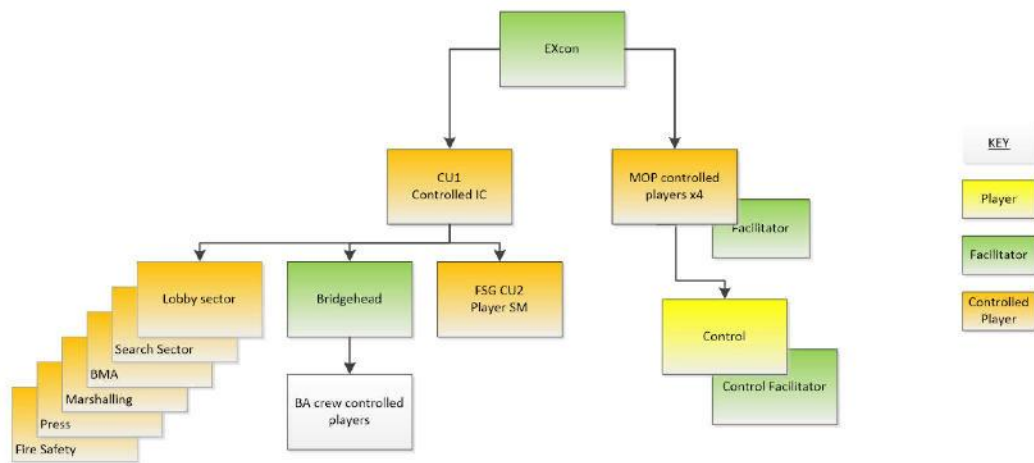 EXcon
CU1
Controlled IC
MOP controlled
players x4
Facilitator
Lobby sector
Search Sector
BMA
Marshalling
Press
Fire Safety
Bridgehead
FSG CU2
Player SM
BA crew controlled
players
Control
Control Facilitator
KEY
Player
Facilitator
Controlled
Player